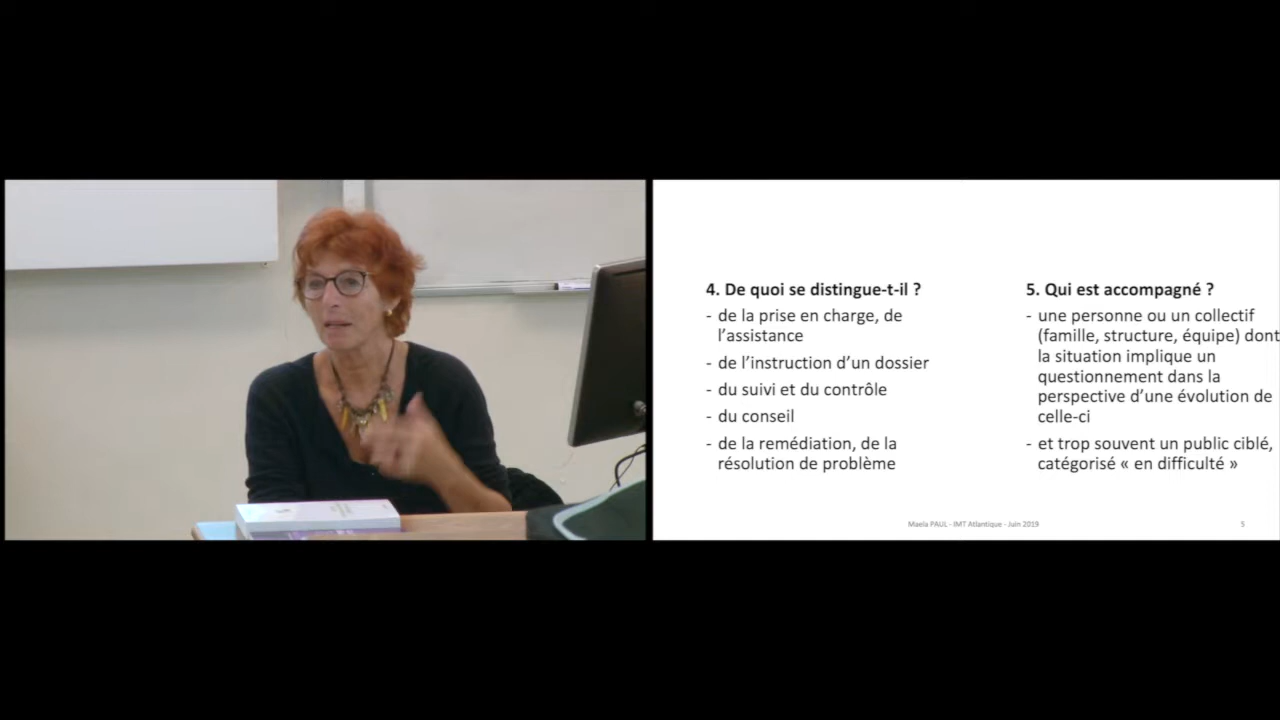 4. De quoi se distingue-t-il ?
- de la prise en charge, de
l’assistance
- de l’instruction d’un dossier
- du suivi et du contrôle
- du conseil
- de la remédiation, de la
résolution de problème
5. Qui est accompagné ?
- une personne ou un collectif
(famille, structure, équipe) dont
la situation implique un
questionnement dans la
perspective d’une évolution de
celle-ci
- et trop souvent un public ciblé,
catégorisé « en difficulté »
Maela PAUL - IMT Atlantique - Juin 2019
5